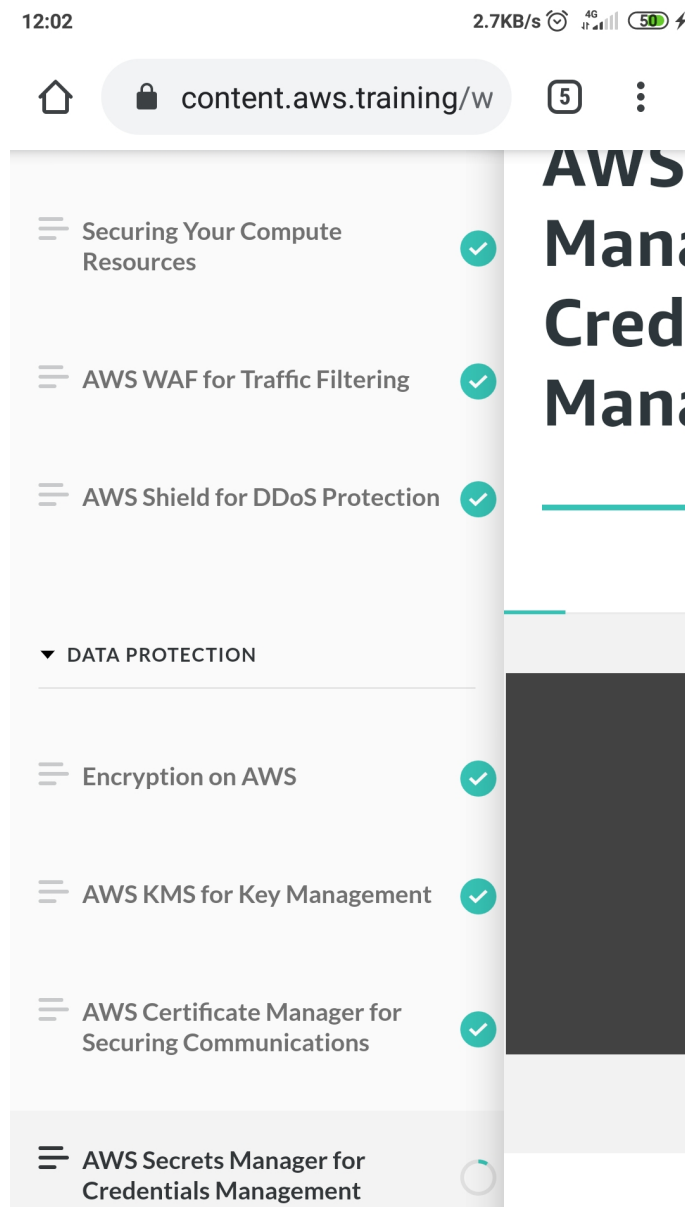 12:02
2.7KB/s 4G 50
content.aws.training/w
5
Securing Your Compute
Resources
AWS WAF for Traffic Filtering
AWS Shield for DDoS Protection
DATA PROTECTION
Encryption on AWS
AWS KMS for Key Management
AWS Certificate Manager for
Securing Communications
AWS Secrets Manager for
Credentials Management
AWS
Mana
Cred
Mana